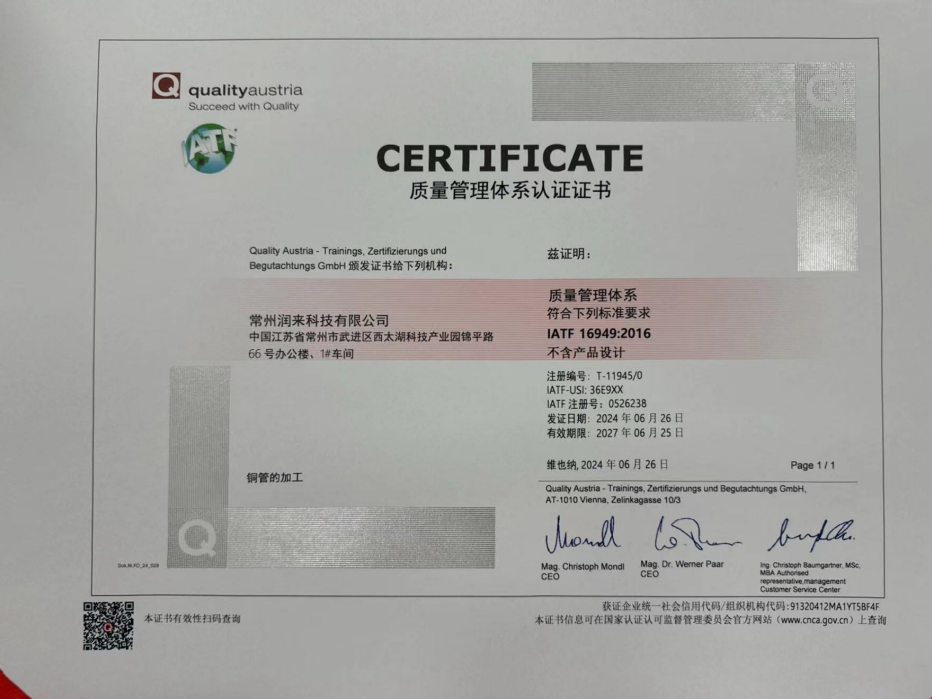 Q qualityaustria
Succeed with Quality
IATF
CERTIFICATE
质量管理体系认证证书
Quality Austria - Trainings, Zertifizierungs und
Begutachtungs GmbH 颁发证书给下列机构：
常州润来科技有限公司
中国江苏省常州市武进区西太湖科技产业园锦平路
66 号办公楼、1#车间
铜管的加工
兹证明：
质量管理体系
符合下列标准要求
IATF 16949:2016
不含产品设计
注册编号： T-11945/0
IATF-USI: 36E9XX
IATF 注册号： 0526238
发证日期： 2024 年 06 月 26 日
有效期限： 2027 年 06 月 25 日
维也纳, 2024 年 06 月 26 日
Page 1 / 1
Quality Austria - Trainings, Zertifizierungs und Begutachtungs GmbH,
AT-1010 Vienna, Zelinkagasse 10/3
Mag. Christoph Mondl
CEO
Mag. Dr. Werner Paar
CEO
Ing. Christoph Baumgartner, MSc,
MBA Authorised
representative,management
Customer Service Center
获证企业统一社会信用代码/组织机构代码: 91320412MA1YT5BF4F
本证书信息可在国家认证认可监督管理委员会官方网站（www.cnca.gov.cn）上查询
本证书有效性扫码查询